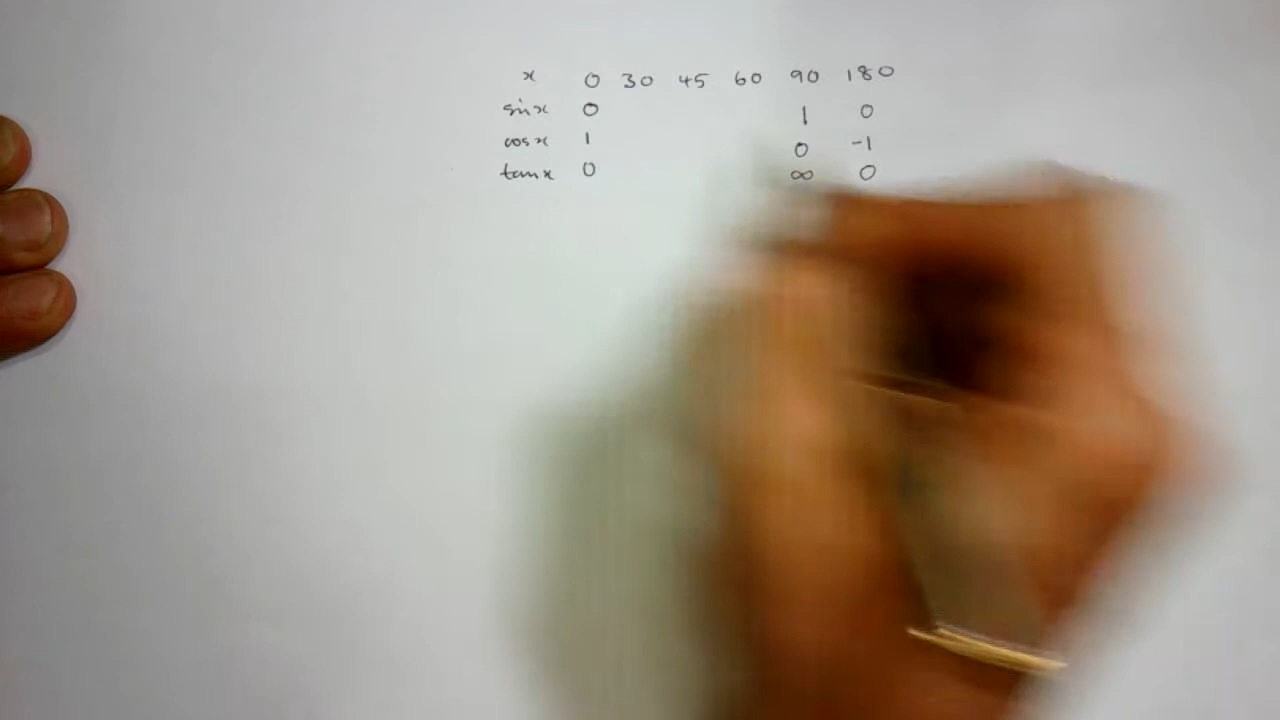 x 0 30 45 60 90 180
sinx 0 1 0
cosx 1 0 -1
tanx 0 ∞ 0